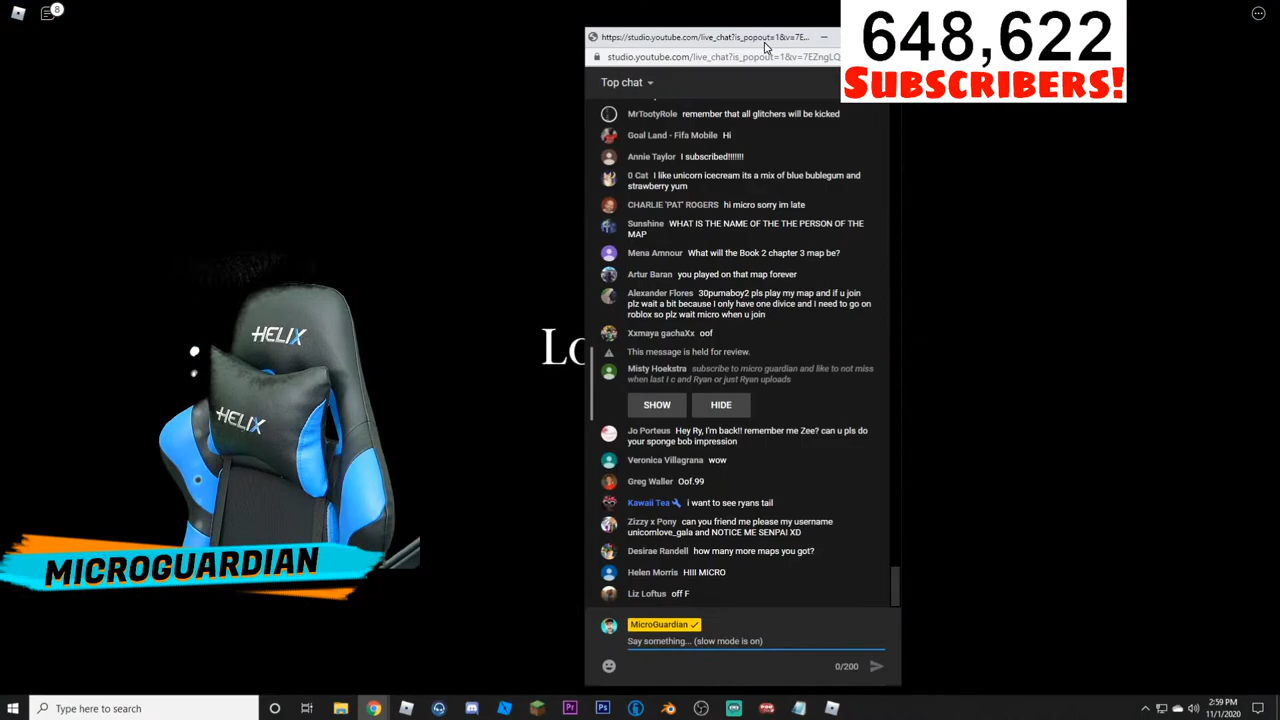 8
648,622
SUBSCRIBERS!
https://studio.youtube.com/live_chat?is_popout=1&v=7E...
studio.youtube.com/live_chat?is_popout=1&v=7EZngLQ
Top chat
MrTootyRole remember that all glitchers will be kicked
Goal Land - Fifa Mobile Hi
Annie Taylor I subscribed!!!!!!!
0 Cat I like unicorn icecream its a mix of blue bublegum and
strawberry yum
CHARLIE 'PAT' ROGERS hi micro sorry im late
Sunshine WHAT IS THE NAME OF THE THE PERSON OF THE
MAP
Mena Amnour What will the Book 2 chapter 3 map be?
Artur Baran you played on that map forever
Alexander Flores 30pumaboy2 pls play my map and if u join
plz wait a bit because I only have one divice and I need to go on
roblox so plz wait micro when u join
Xxmaya gachaXx oof
This message is held for review.
Misty Hoekstra subscribe to micro guardian and like to not miss
when last I c and Ryan or just Ryan uploads
SHOW HIDE
Jo Porteus Hey Ry, I'm back!! remember me Zee? can u pls do
your sponge bob impression
Veronica Villagrana wow
Greg Waller Oof.99
Kawaii Tea i want to see ryans tail
Zizzy x Pony can you friend me please my username
unicornlove_gala and NOTICE ME SENPAI XD
Desirae Randell how many more maps you got?
Helen Morris HIII MICRO
Liz Loftus off F
MicroGuardian
Say something... (slow mode is on)
0/200
Lo
HELIX
HELIX
MICROGUARDIAN
Type here to search
2:59 PM
11/1/2020